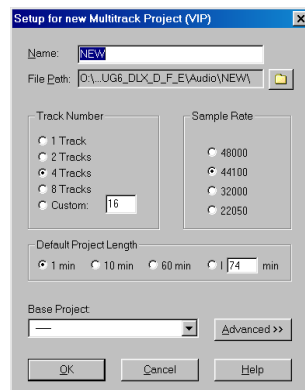 Setup for new Multitrack Project (VIP)
Name: NEW
File Path: O:\...UG6_DLX_D_F_E\Audio\NEW\
Track Number
1 Track
2 Tracks
4 Tracks
8 Tracks
Custom: 16
Sample Rate
48000
44100
32000
22050
Default Project Length
1 min 10 min 60 min l 74 min
Base Project:
----
Advanced >>
OK Cancel Help